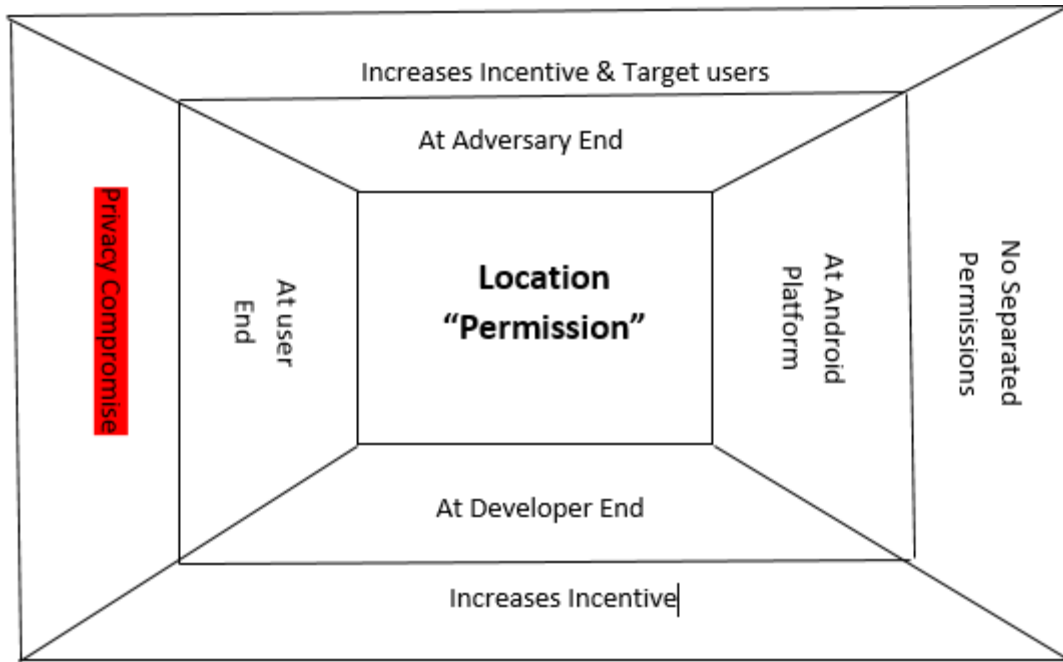 Increases Incentive & Target users
At Adversary End
Privacy Compromise
At user
End
Location
“Permission”
At Android
Platform
No Separated
Permissions
At Developer End
Increases Incentive